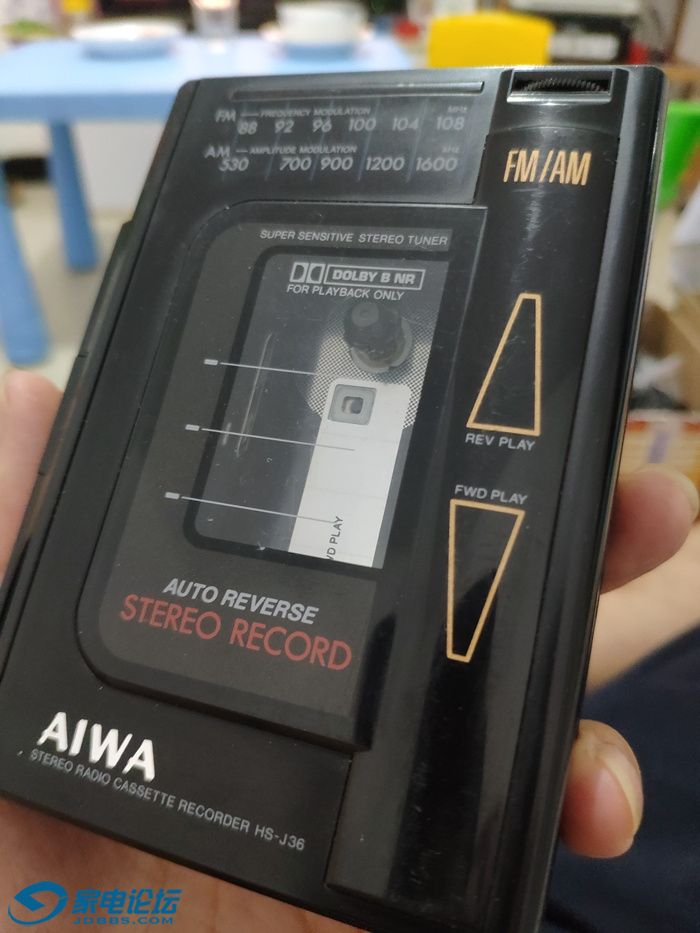 FM FREQUENCY MODULATION MHz
88 92 96 100 104 108
AM AMPLITUDE MODULATION kHz
530 700 900 1200 1600
FM/AM
SUPER SENSITIVE STEREO TUNER
DOLBY B NR
FOR PLAYBACK ONLY
REV PLAY
FWD PLAY
VD PLAY
AUTO REVERSE
STEREO RECORD
AIWA
STEREO RADIO CASSETTE RECORDER HS-J36
家电论坛
JDBBS.COM